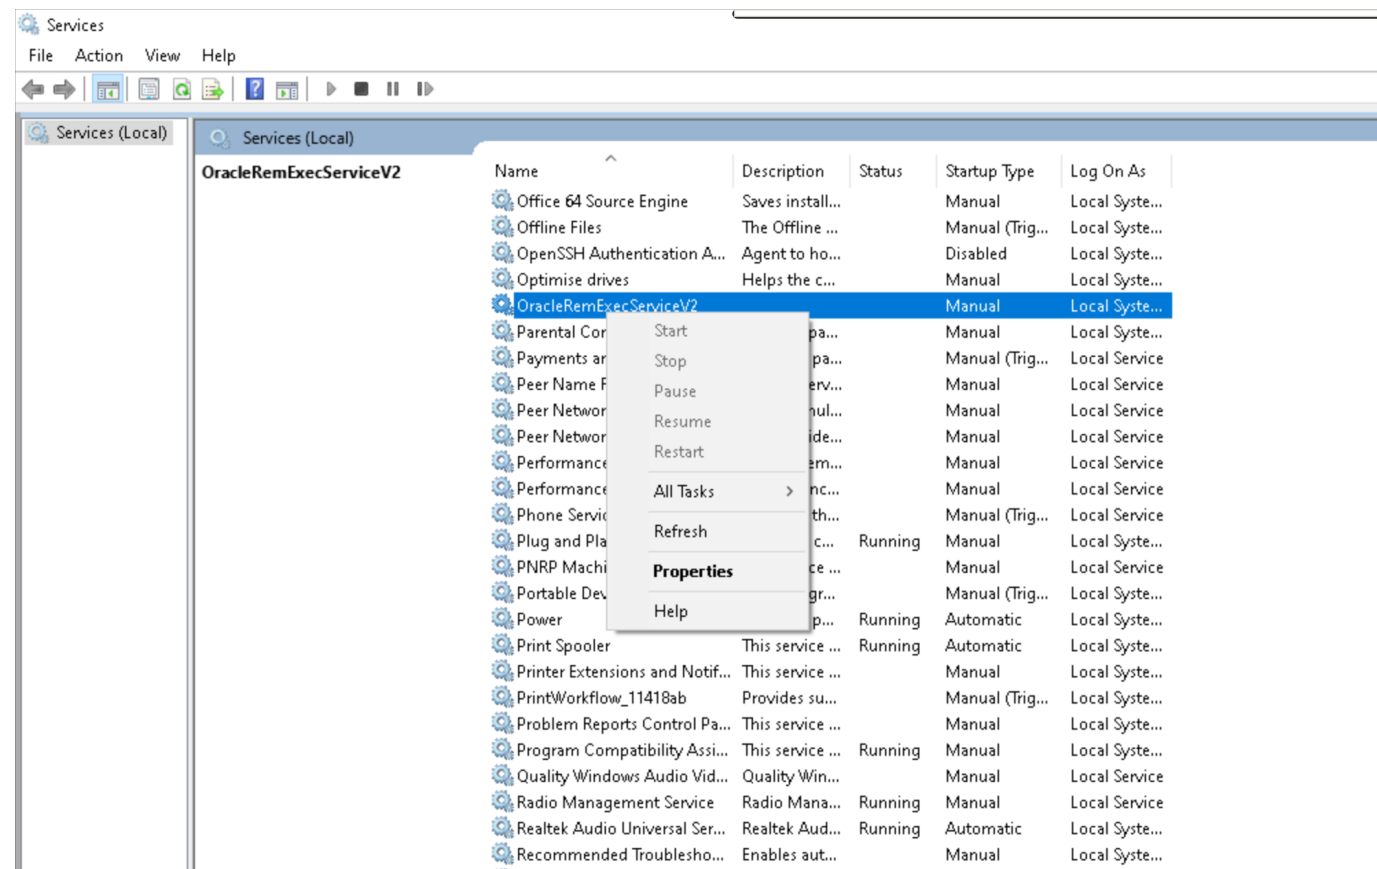 Services
File Action View Help
Services (Local)
Services (Local)
OracleRemExecServiceV2
Name Description Status Startup Type Log On As
Office 64 Source Engine Saves install... Manual Local Syste...
Offline Files The Offline ... Manual (Trig... Local Syste...
OpenSSH Authentication A... Agent to ho... Disabled Local Syste...
Optimise drives Helps the c... Manual Local Syste...
OracleRemExecServiceV2 Manual Local Syste...
Parental Cor pa... Manual Local Syste...
Payments ar pa... Manual (Trig... Local Service
Peer Name erv... Manual Local Service
Peer Networ ... Manual Local Service
Peer Networ ide... Manual Local Service
Performance em... Manual Local Service
Performance nc... Manual Local Service
Phone Servic th... Manual (Trig... Local Service
Plug and Pla c... Running Manual Local Syste...
PNRP Machi ce ... Manual Local Service
Portable Dev gr... Manual (Trig... Local Syste...
Power p... Running Automatic Local Syste...
Print Spooler This service ... Running Automatic Local Syste...
Printer Extensions and Notif... This service ... Manual Local Syste...
PrintWorkflow_11418ab Provides su... Manual (Trig... Local Syste...
Problem Reports Control Pa... This service ... Manual Local Syste...
Program Compatibility Assi... This service ... Running Manual Local Syste...
Quality Windows Audio Vid... Quality Win... Manual Local Service
Radio Management Service Radio Mana... Running Manual Local Service
Realtek Audio Universal Ser... Realtek Aud... Running Automatic Local Syste...
Recommended Troublesho... Enables aut... Manual Local Syste...
Start
Stop
Pause
Resume
Restart
All Tasks
Refresh
Properties
Help